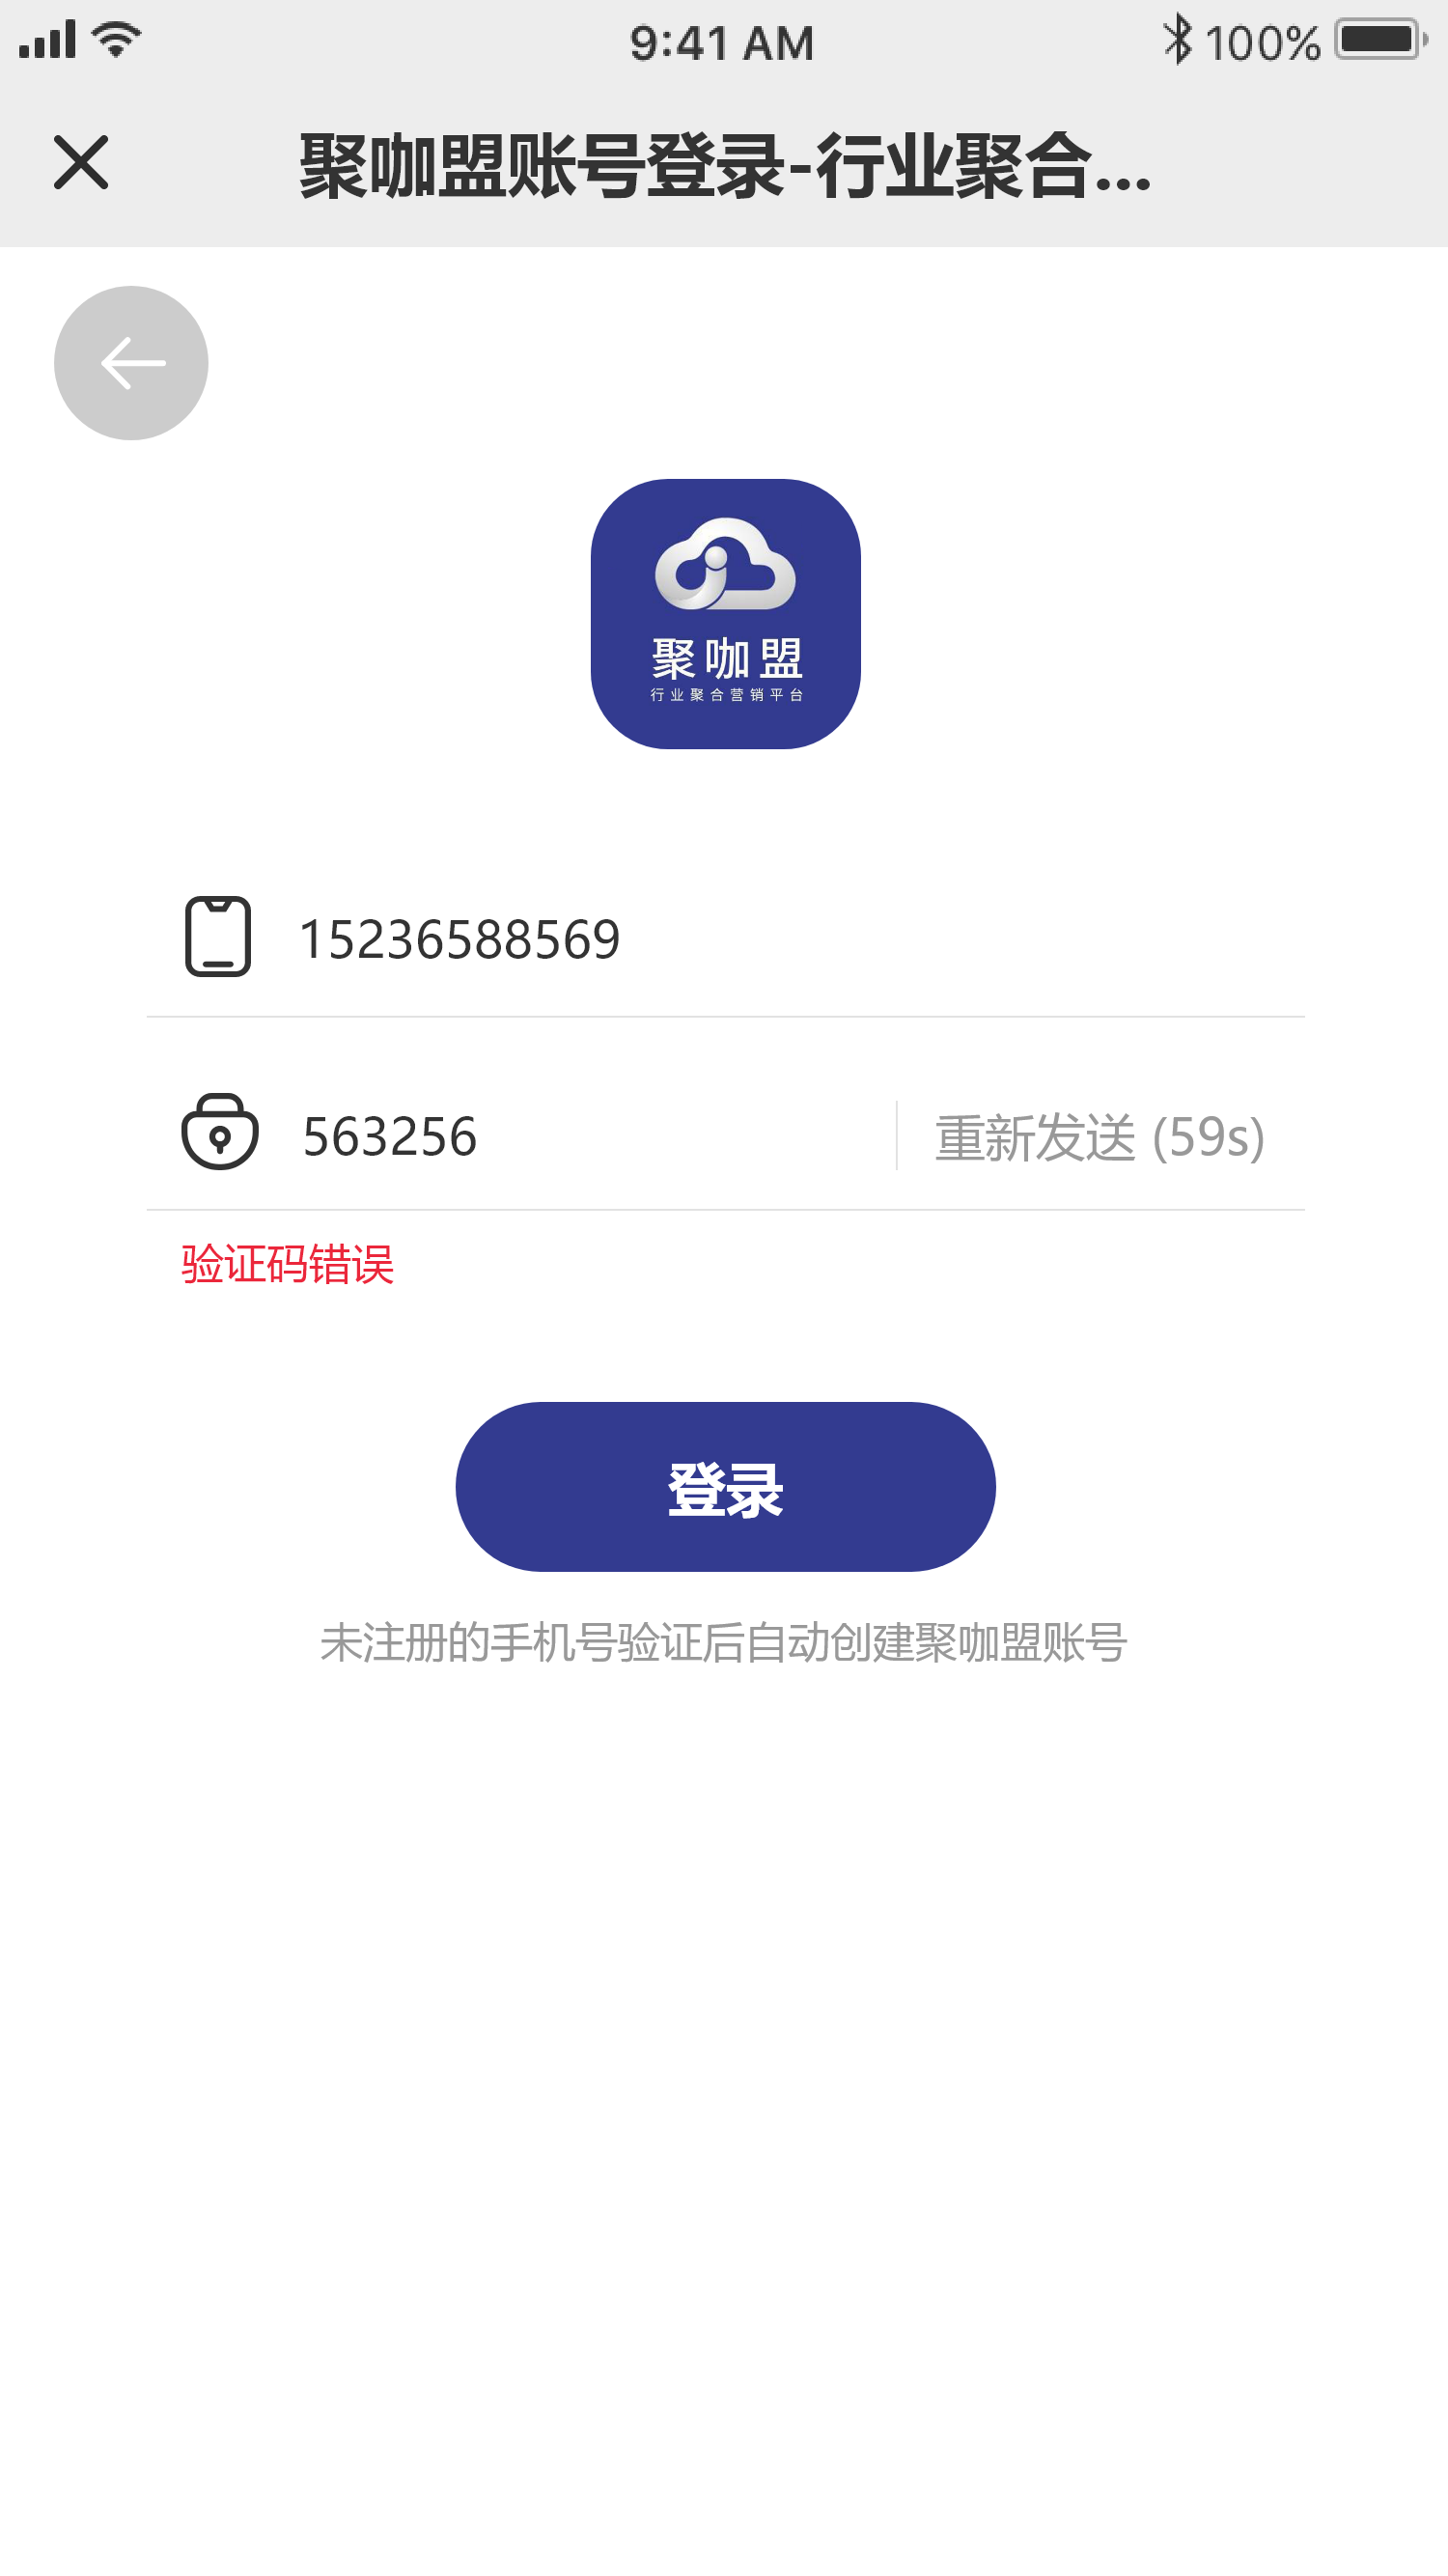 9:41 AM
100%
聚咖盟账号登录-行业聚合...
聚咖盟
行业聚合营销平台
15236588569
563256
重新发送 (59s)
验证码错误
登录
未注册的手机号验证后自动创建聚咖盟账号